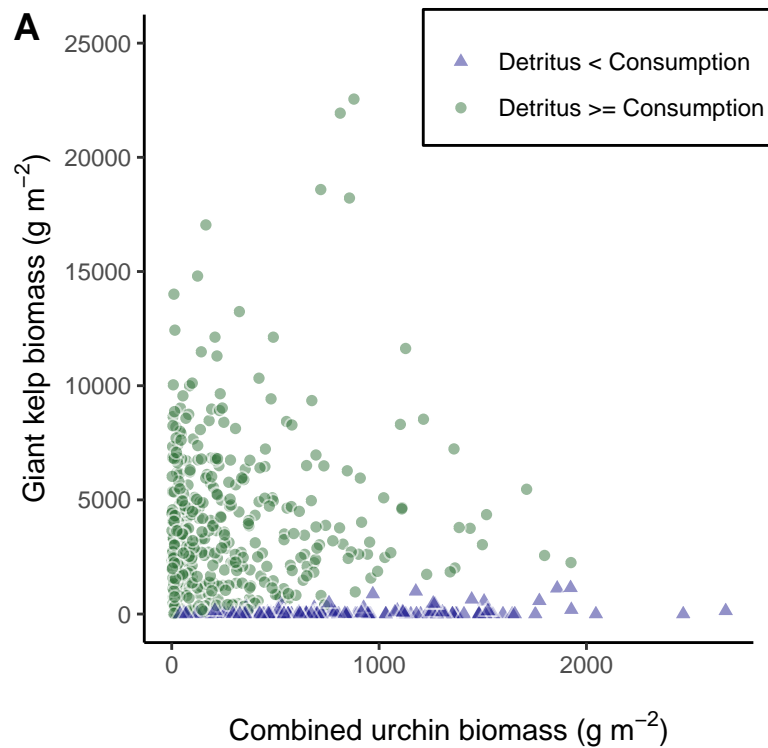 A
Detritus < Consumption
Detritus >= Consumption
25000
20000
15000
10000
5000
0
Giant kelp biomass (g m⁻²)
0 1000 2000
Combined urchin biomass (g m⁻²)